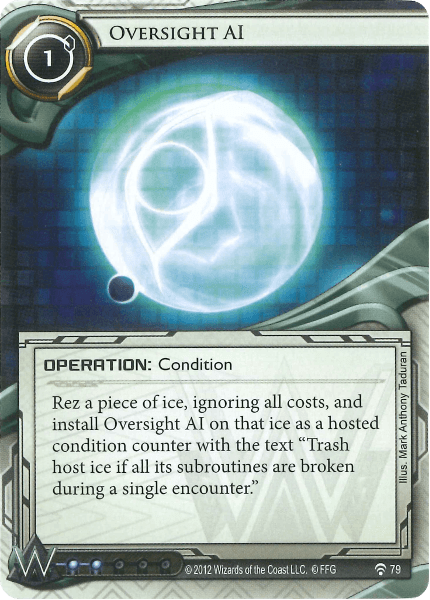 OVERSIGHT AI
1
OPERATION: Condition
Rez a piece of ice, ignoring all costs, and
install Oversight AI on that ice as a hosted
condition counter with the text “Trash
host ice if all its subroutines are broken
during a single encounter.”
Illus. Mark Anthony Taduran
© 2012 Wizards of the Coast LLC. © FFG
79